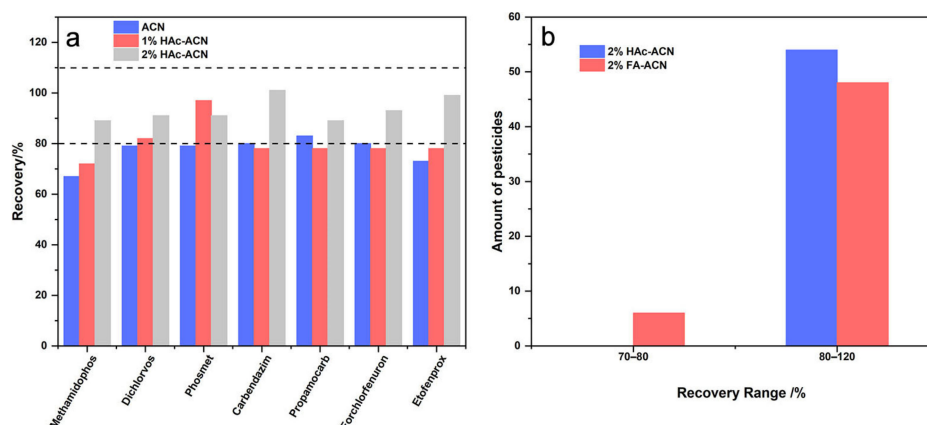 a
ACN
1% HAc-ACN
2% HAc-ACN
120
100
80
60
40
20
0
Recovery/%
Methamidophos
Dichlorvos
Phosmet
Carbendazim
Propamocarb
Forchlorfenuron
Etofenprox
b
2% HAc-ACN
2% FA-ACN
60
50
40
30
20
10
0
Amount of pesticides
70–80
80–120
Recovery Range /%